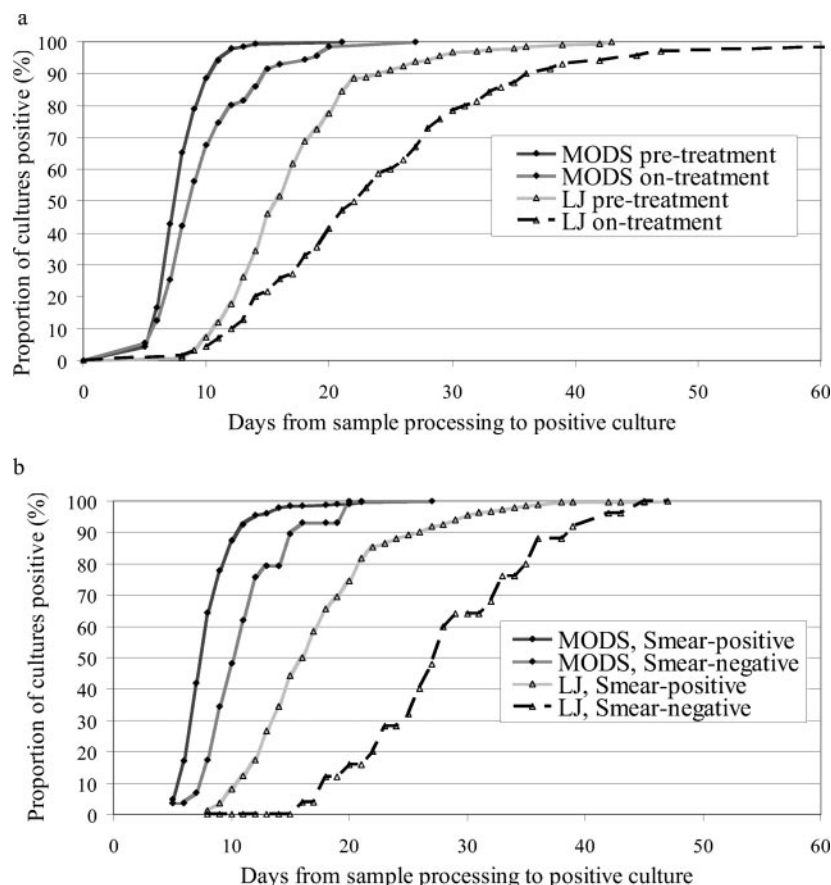 a
Proportion of cultures positive (%)
100
90
80
70
60
50
40
30
20
10
0
MODS pre-treatment
MODS on-treatment
LJ pre-treatment
LJ on-treatment
0 10 20 30 40 50 60
Days from sample processing to positive culture
b
Proportion of cultures positive (%)
100
90
80
70
60
50
40
30
20
10
0
MODS, Smear-positive
MODS, Smear-negative
LJ, Smear-positive
LJ, Smear-negative
0 10 20 30 40 50 60
Days from sample processing to positive culture